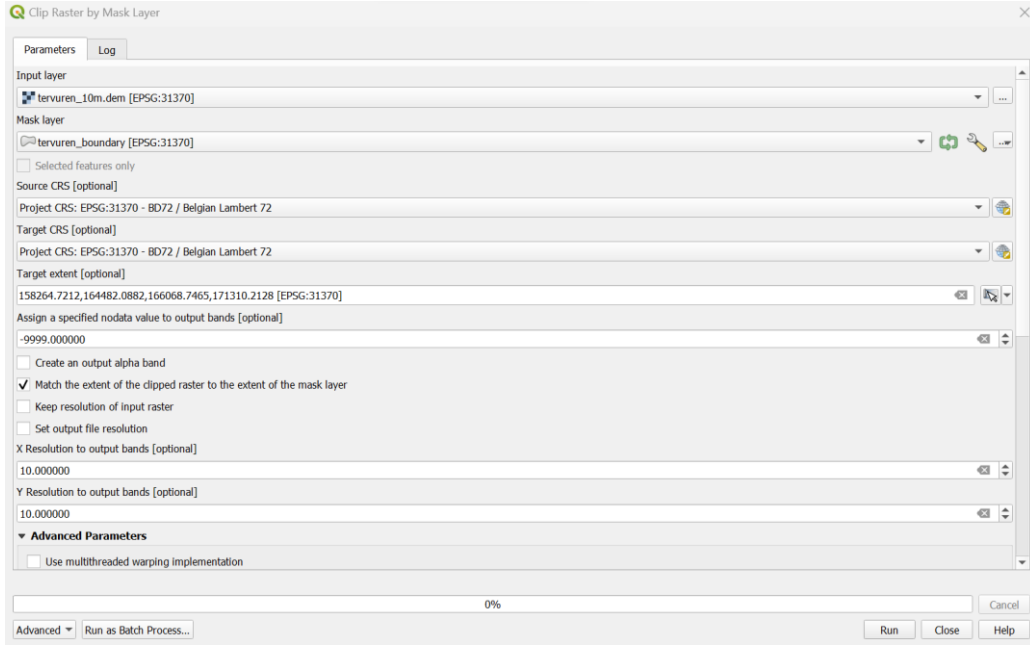 Clip Raster by Mask Layer
Parameters Log
Input layer
tervuren_10m.dem [EPSG:31370]
...
Mask layer
tervuren_boundary [EPSG:31370]
...
Selected features only
Source CRS [optional]
Project CRS: EPSG:31370 - BD72 / Belgian Lambert 72
Target CRS [optional]
Project CRS: EPSG:31370 - BD72 / Belgian Lambert 72
Target extent [optional]
158264.7212,164482.0882,166068.7465,171310.2128 [EPSG:31370]
Assign a specified nodata value to output bands [optional]
-9999.000000
Create an output alpha band
Match the extent of the clipped raster to the extent of the mask layer
Keep resolution of input raster
Set output file resolution
X Resolution to output bands [optional]
10.000000
Y Resolution to output bands [optional]
10.000000
Advanced Parameters
Use multithreaded warping implementation
0% Cancel
Advanced Run as Batch Process... Run Close Help